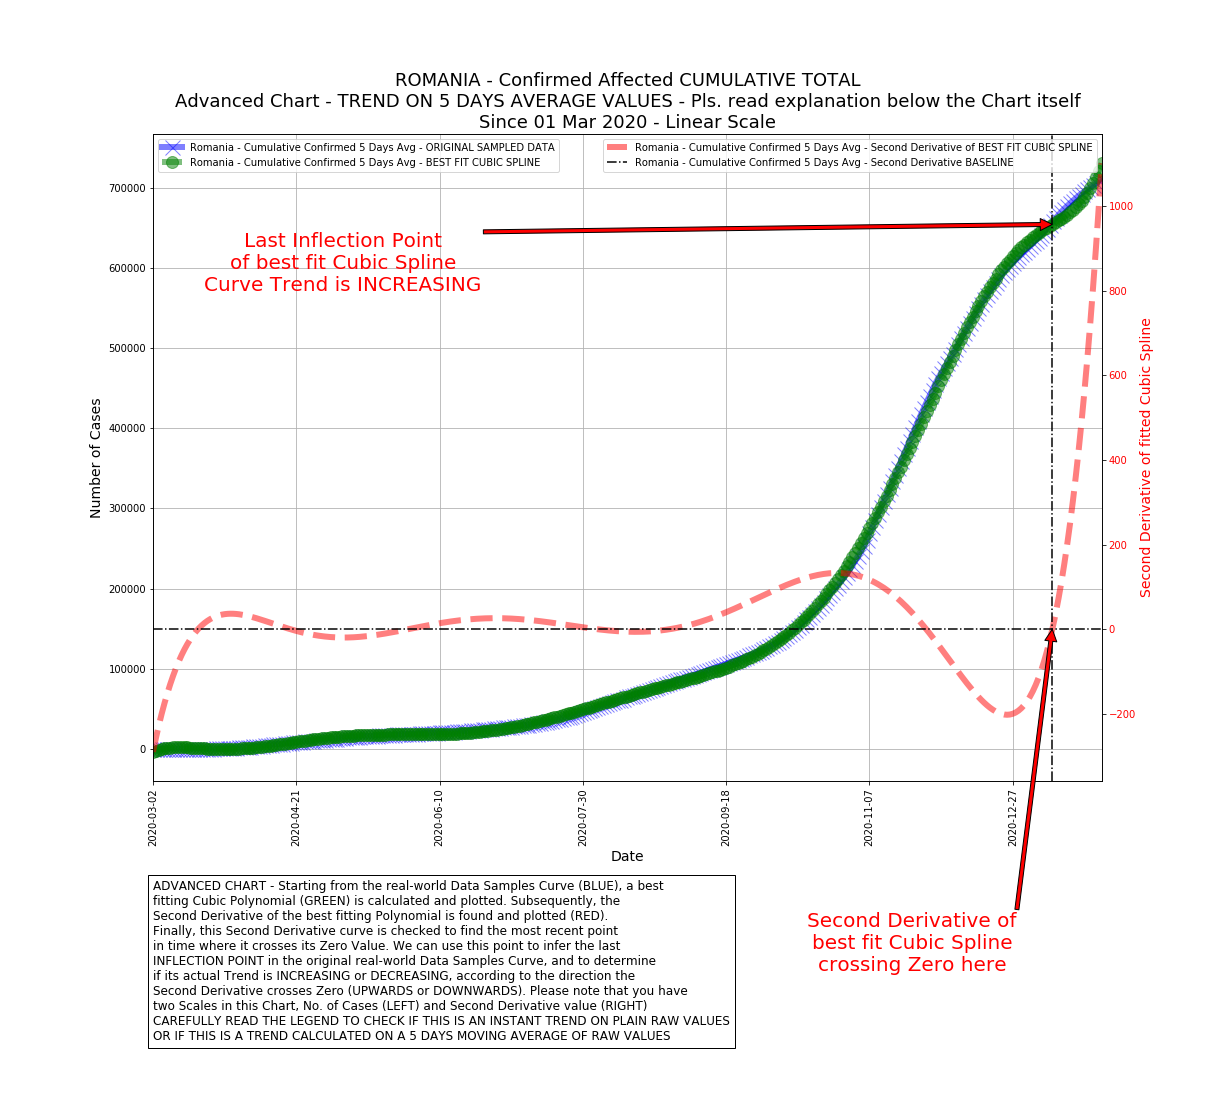 ROMANIA - Confirmed Affected CUMULATIVE TOTAL
Advanced Chart - TREND ON 5 DAYS AVERAGE VALUES - Pls. read explanation below the Chart itself
Since 01 Mar 2020 - Linear Scale
Romania - Cumulative Confirmed 5 Days Avg - ORIGINAL SAMPLED DATA
Romania - Cumulative Confirmed 5 Days Avg - BEST FIT CUBIC SPLINE
Romania - Cumulative Confirmed 5 Days Avg - Second Derivative of BEST FIT CUBIC SPLINE
Romania - Cumulative Confirmed 5 Days Avg - Second Derivative BASELINE
Last Inflection Point
of best fit Cubic Spline
Curve Trend is INCREASING
Number of Cases
700000
600000
500000
400000
300000
200000
100000
0
1000
800
600
400
200
0
−200
Second Derivative of fitted Cubic Spline
2020-03-02
2020-04-21
2020-06-10
2020-07-30
2020-09-18
2020-11-07
2020-12-27
Date
ADVANCED CHART - Starting from the real-world Data Samples Curve (BLUE), a best
fitting Cubic Polynomial (GREEN) is calculated and plotted. Subsequently, the
Second Derivative of the best fitting Polynomial is found and plotted (RED).
Finally, this Second Derivative curve is checked to find the most recent point
in time where it crosses its Zero Value. We can use this point to infer the last
INFLECTION POINT in the original real-world Data Samples Curve, and to determine
if its actual Trend is INCREASING or DECREASING, according to the direction the
Second Derivative crosses Zero (UPWARDS or DOWNWARDS). Please note that you have
two Scales in this Chart, No. of Cases (LEFT) and Second Derivative value (RIGHT)
CAREFULLY READ THE LEGEND TO CHECK IF THIS IS AN INSTANT TREND ON PLAIN RAW VALUES
OR IF THIS IS A TREND CALCULATED ON A 5 DAYS MOVING AVERAGE OF RAW VALUES
Second Derivative of
best fit Cubic Spline
crossing Zero here